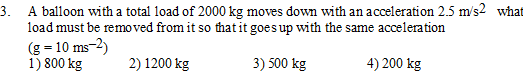 3. A balloon with a total load of 2000 kg moves down with an acceleration 2.5 m/s2 what
load must be removed from it so that it goes up with the same acceleration
(g = 10 ms−2)
1) 800 kg 2) 1200 kg 3) 500 kg 4) 200 kg